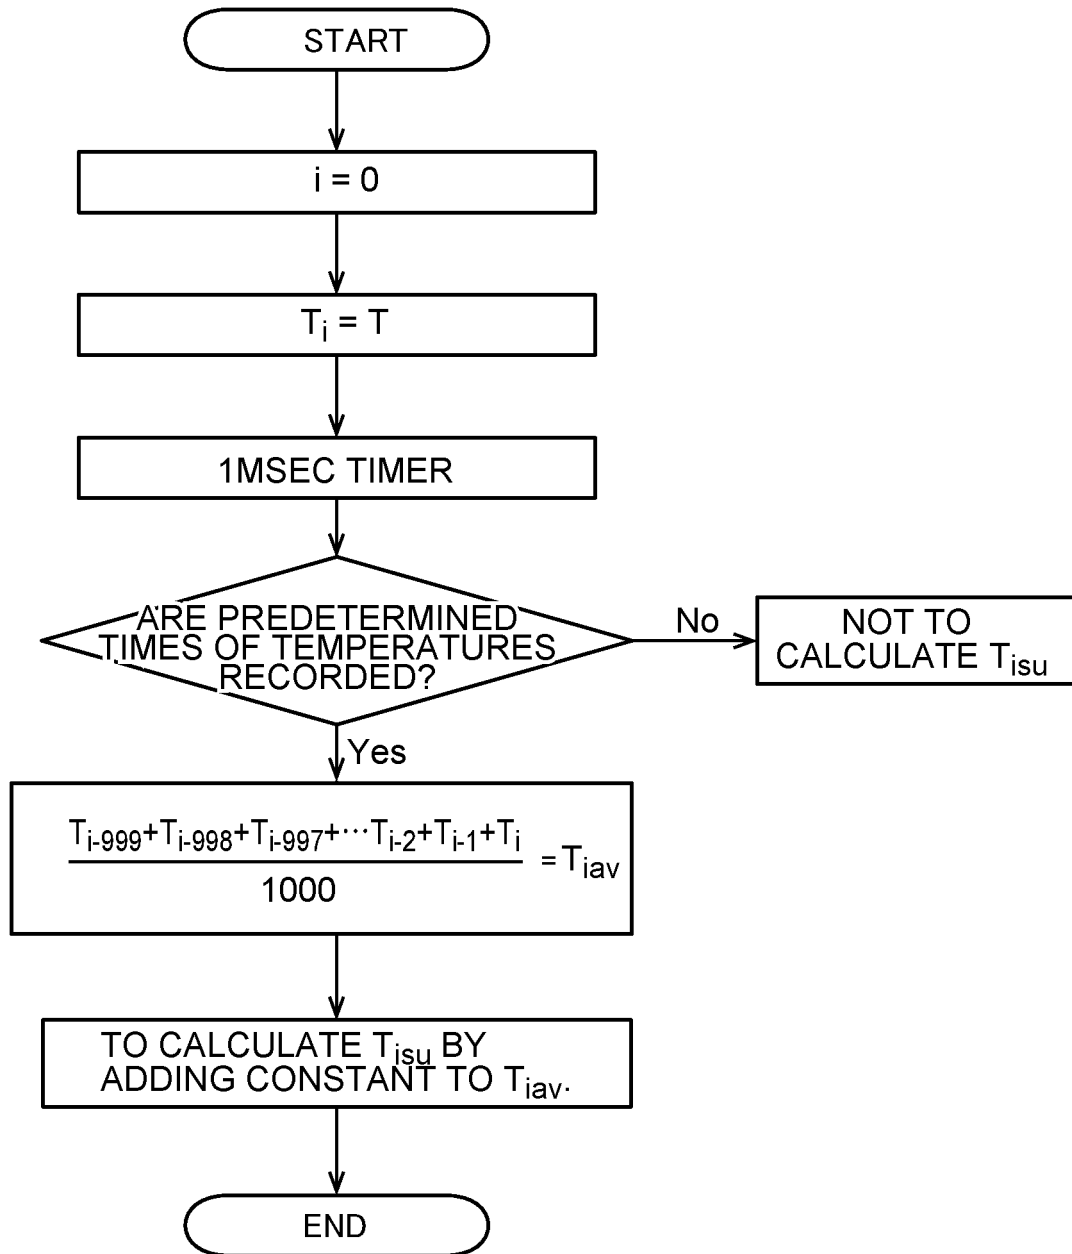 START
i = 0
Tᵢ = T
1MSEC TIMER
ARE PREDETERMINED
TIMES OF TEMPERATURES
RECORDED?
No
NOT TO
CALCULATE Tisu
Yes
Ti-999+Ti-998+Ti-997+···Ti-2+Ti-1+Ti
1000
= Tiav
TO CALCULATE Tisu BY
ADDING CONSTANT TO Tiav.
END